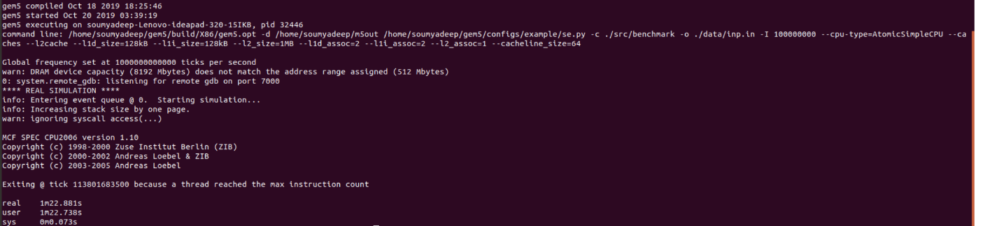 gem5 compiled Oct 18 2019 18:25:46
gem5 started Oct 20 2019 03:39:19
gem5 executing on soumyadeep-Lenovo-ideapad-320-15IKB, pid 32446
command line: /home/soumyadeep/gem5/build/X86/gem5.opt -d /home/soumyadeep/m5out /home/soumyadeep/gem5/configs/example/se.py -c ./src/benchmark -o ./data/inp.in -I 100000000 --cpu-type=AtomicSimpleCPU --ca
ches --l2cache --l1d_size=128kB --l1i_size=128kB --l2_size=1MB --l1d_assoc=2 --l1i_assoc=2 --l2_assoc=1 --cacheline_size=64
Global frequency set at 1000000000000 ticks per second
warn: DRAM device capacity (8192 Mbytes) does not match the address range assigned (512 Mbytes)
0: system.remote_gdb: listening for remote gdb on port 7000
**** REAL SIMULATION ****
info: Entering event queue @ 0.  Starting simulation...
info: Increasing stack size by one page.
warn: ignoring syscall access(...)
MCF SPEC CPU2006 version 1.10
Copyright (c) 1998-2000 Zuse Institut Berlin (ZIB)
Copyright (c) 2000-2002 Andreas Loebel & ZIB
Copyright (c) 2003-2005 Andreas Loebel
Exiting @ tick 113801683500 because a thread reached the max instruction count
real 1m22.881s
user 1m22.738s
sys 0m0.073s